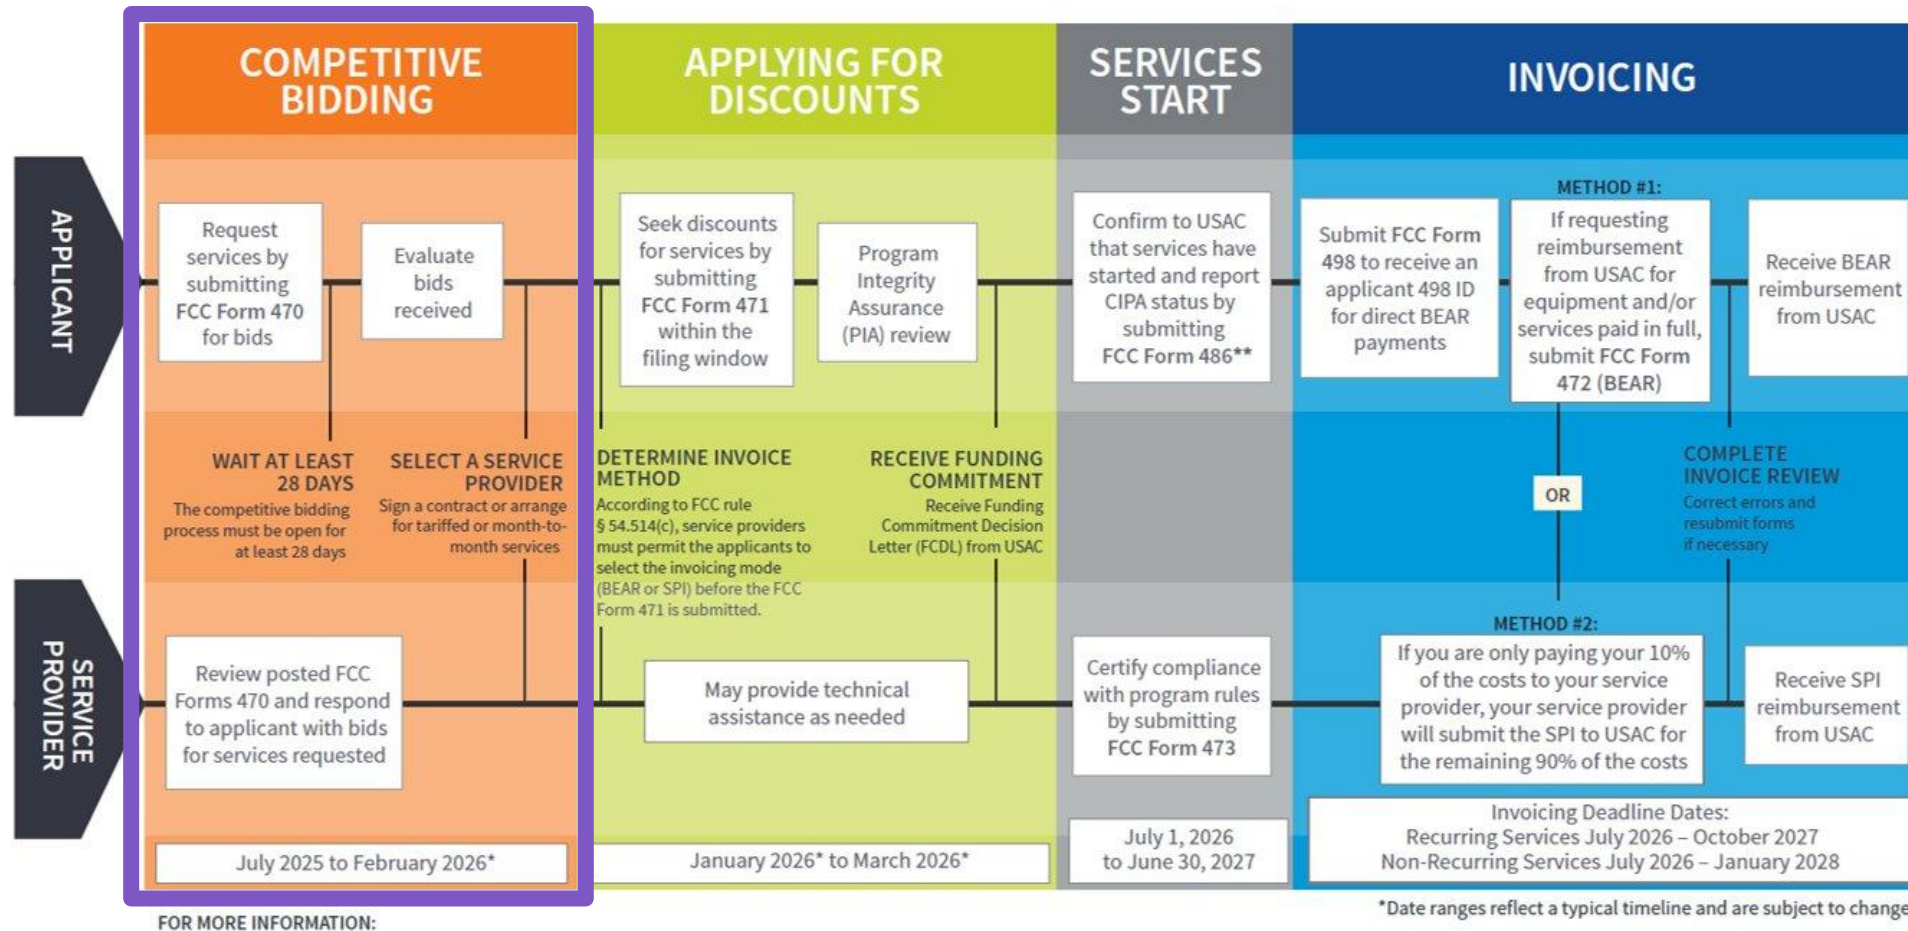 COMPETITIVE
BIDDING
APPLYING FOR
DISCOUNTS
SERVICES
START
INVOICING
APPLICANT
Request
services by
submitting
FCC Form 470
for bids
Evaluate
bids
received
Seek discounts
for services by
submitting
FCC Form 471
within the
filing window
Program
Integrity
Assurance
(PIA) review
Confirm to USAC
that services have
started and report
CIPA status by
submitting
FCC Form 486**
Submit FCC Form
498 to receive an
applicant 498 ID
for direct BEAR
payments
METHOD #1:
If requesting
reimbursement
from USAC for
equipment and/or
services paid in full,
submit FCC Form
472 (BEAR)
Receive BEAR
reimbursement
from USAC
WAIT AT LEAST
28 DAYS
The competitive bidding
process must be open for
at least 28 days
SELECT A SERVICE
PROVIDER
Sign a contract or arrange
for tariffed or month-to-
month services
DETERMINE INVOICE
METHOD
According to FCC rule
§ 54.514(c), service providers
must permit the applicants to
select the invoicing mode
(BEAR or SPI) before the FCC
Form 471 is submitted.
RECEIVE FUNDING
COMMITMENT
Receive Funding
Commitment Decision
Letter (FCDL) from USAC
OR
COMPLETE
INVOICE REVIEW
Correct errors and
resubmit forms
if necessary
SERVICE
PROVIDER
Review posted FCC
Forms 470 and respond
to applicant with bids
for services requested
May provide technical
assistance as needed
Certify compliance
with program rules
by submitting
FCC Form 473
METHOD #2:
If you are only paying your 10%
of the costs to your service
provider, your service provider
will submit the SPI to USAC for
the remaining 90% of the costs
Receive SPI
reimbursement
from USAC
July 2025 to February 2026*
January 2026* to March 2026*
July 1, 2026
to June 30, 2027
Invoicing Deadline Dates:
Recurring Services July 2026 – October 2027
Non-Recurring Services July 2026 – January 2028
*Date ranges reflect a typical timeline and are subject to change
FOR MORE INFORMATION: